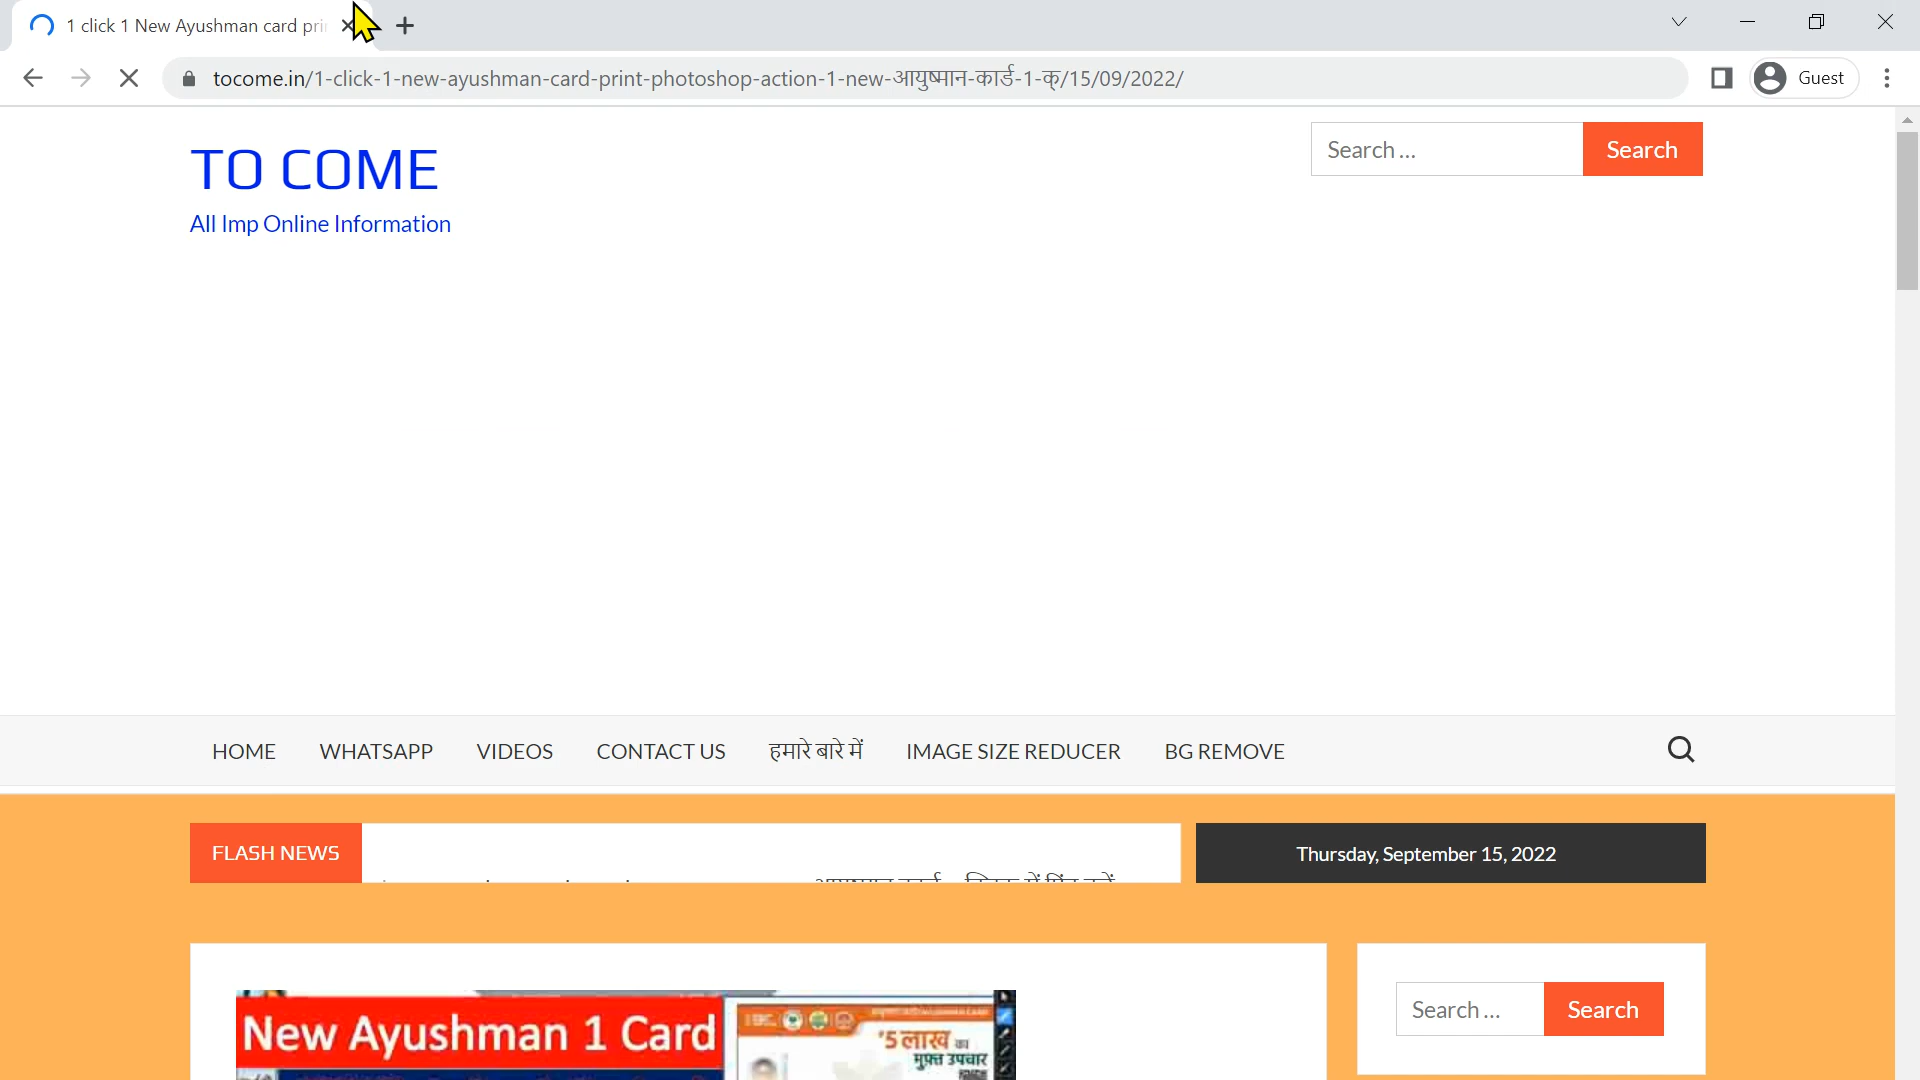 1 click 1 New Ayushman card pri
tocome.in/1-click-1-new-ayushman-card-print-photoshop-action-1-new-आयुष्मान-कार्ड-1-क्/15/09/2022/
Guest
TO COME
All Imp Online Information
Search ...
Search
HOME
WHATSAPP
VIDEOS
CONTACT US
हमारे बारे में
IMAGE SIZE REDUCER
BG REMOVE
FLASH NEWS
Thursday, September 15, 2022
New Ayushman 1 Card
5 लाख का
मुफ़्त उपचार
Search ...
Search